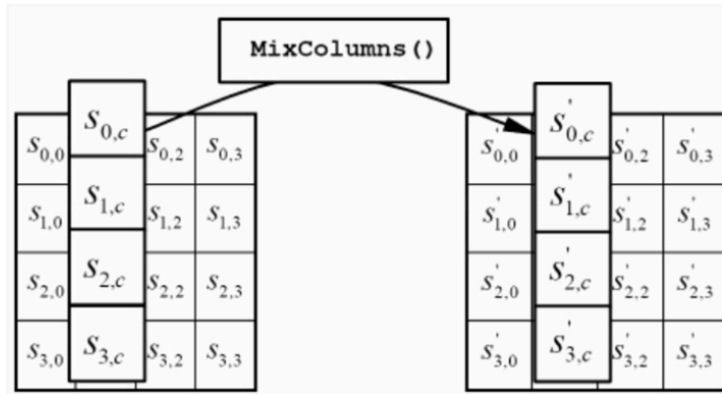 MixColumns()
s0,c s'0,c
s0,0 s0,2 s0,3 s'0,0 s'0,2 s'0,3
s1,c s'1,c
s1,0 s1,2 s1,3 s'1,0 s'1,2 s'1,3
s2,c s'2,c
s2,0 s2,2 s2,3 s'2,0 s'2,2 s'2,3
s3,c s'3,c
s3,0 s3,2 s3,3 s'3,0 s'3,2 s'3,3